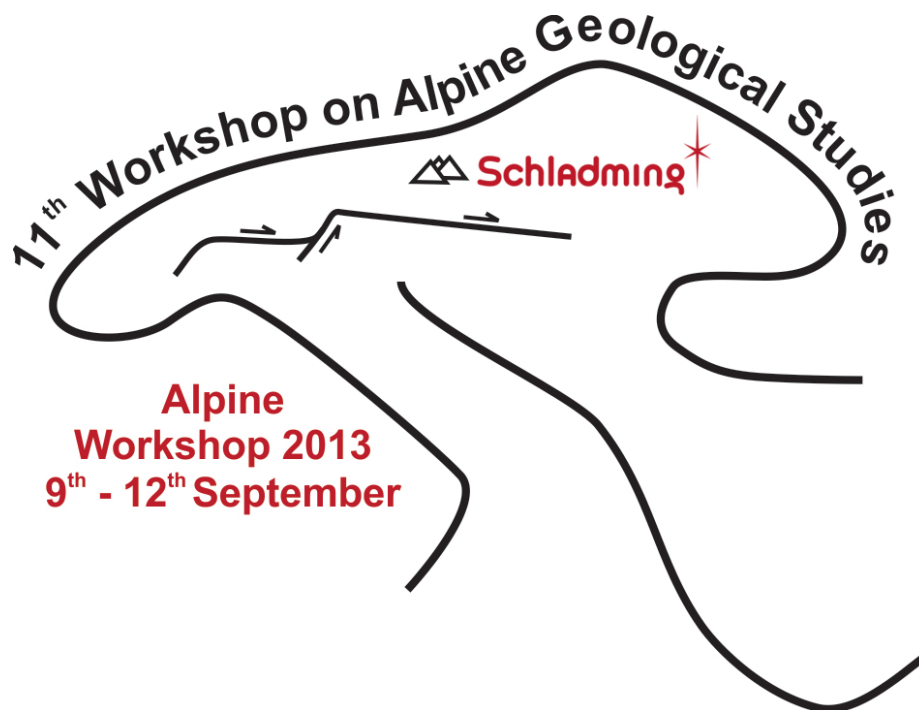 11th Workshop on Alpine Geological Studies
Schladming
Alpine
Workshop 2013
9th - 12th September